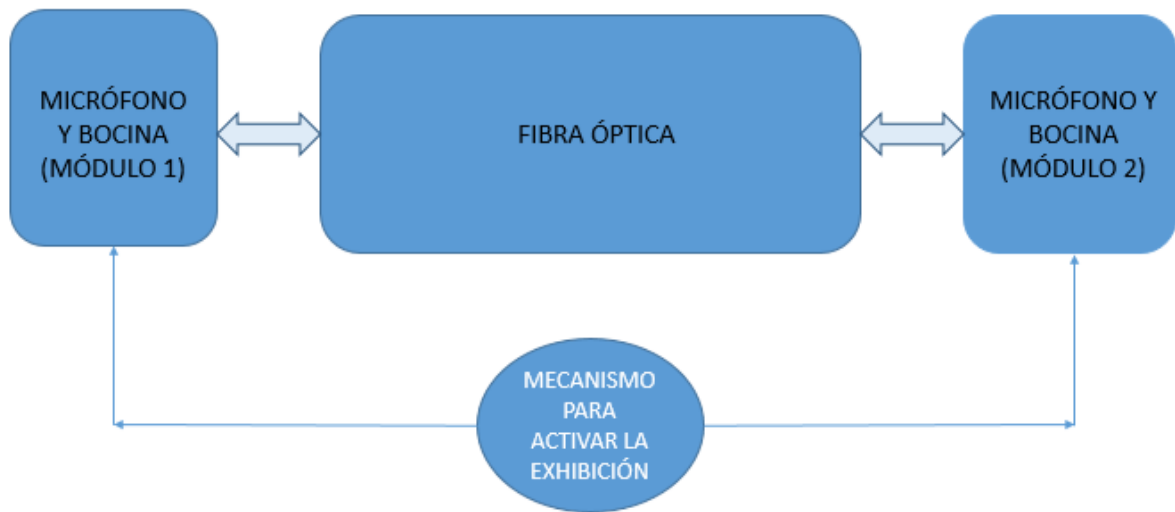 MICRÓFONO
Y BOCINA
(MÓDULO 1)
FIBRA ÓPTICA
MICRÓFONO Y
BOCINA
(MÓDULO 2)
MECANISMO
PARA
ACTIVAR LA
EXHIBICIÓN